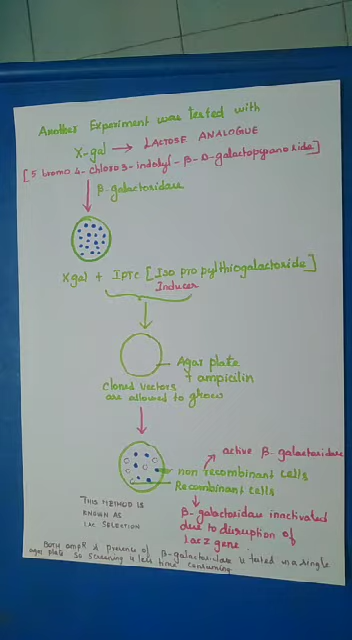 Another Experiment was tested with
X-gal → LACTOSE ANALOGUE
[5 bromo 4- chloro 3- indolyl - β - D - galactopyranoside]
β-galactosidase
Xgal + IPTC [Iso propylthiogalactoside]
Inducer
Agar plate
+ ampicilin
cloned vectors
are allowed to grow
active β- galactosidase
non recombinant cells
Recombinant cells
β-galactosidase inactivated
due to disruption of
lacz gene
THIS METHOD IS
KNOWN AS
LAC SELECTION
Both ampR & presence of β-galactosidase is tested in a single
agar plate so screening is less time consuming